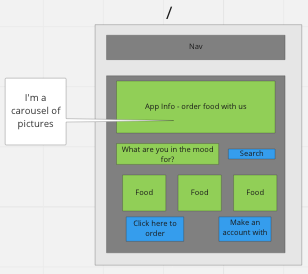 /
Nav
I'm a
carousel of
pictures
App Info - order food with us
What are you in the mood
for?
Search
Food
Food
Food
Click here to
order
Make an
account with